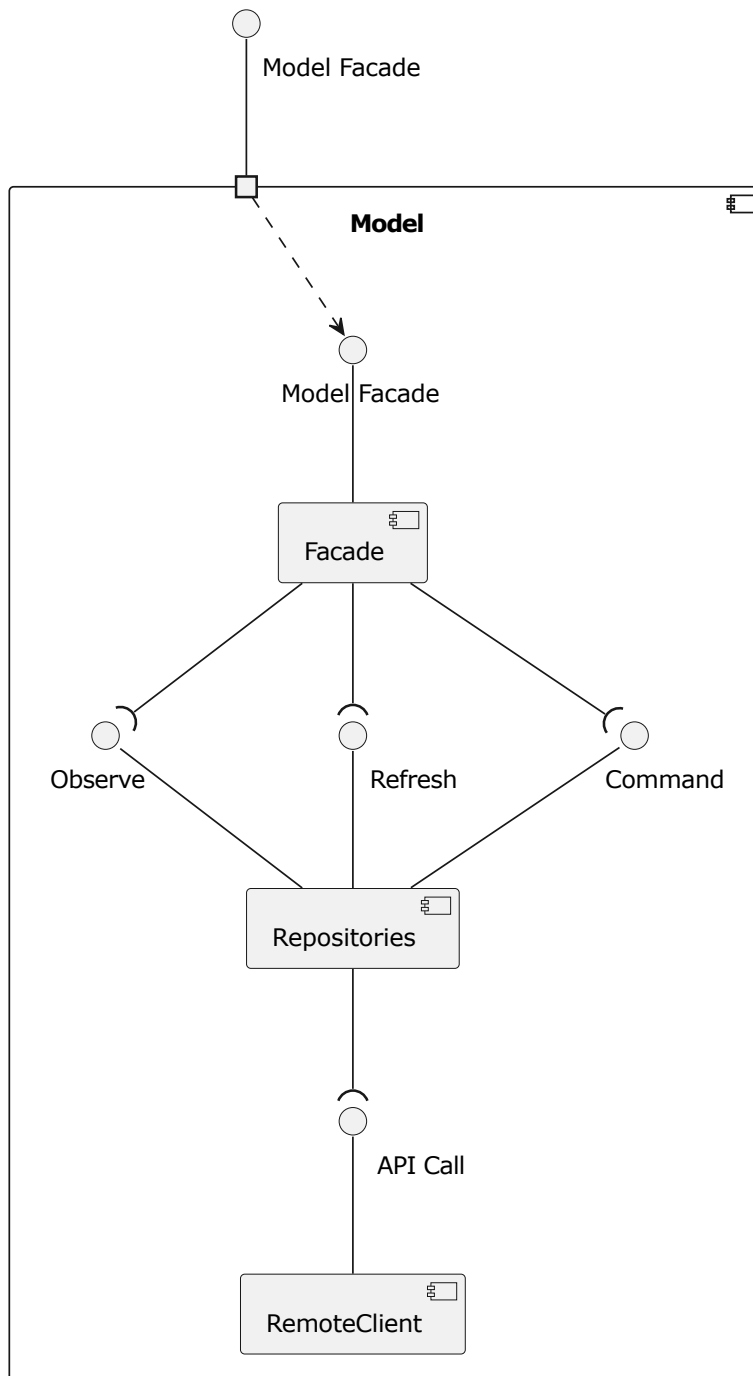 Model Facade
Model
Model Facade
Facade
Observe
Refresh
Command
Repositories
API Call
RemoteClient